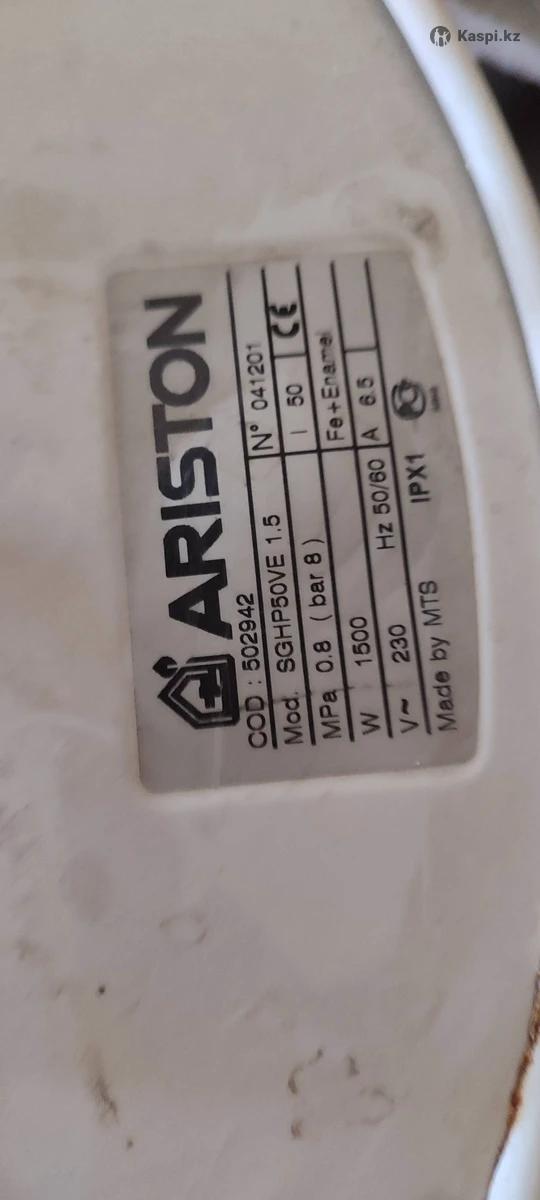 Kaspi.kz
ARISTON
COD : 502942
Mod. SGHP50VE 1.5 N° 041201
MPa 0.8 ( bar 8 ) l 50 CE
Fe+Enamel
W 1500 A 6.5
V~ 230 Hz 50/60
Made by MTS IPX1